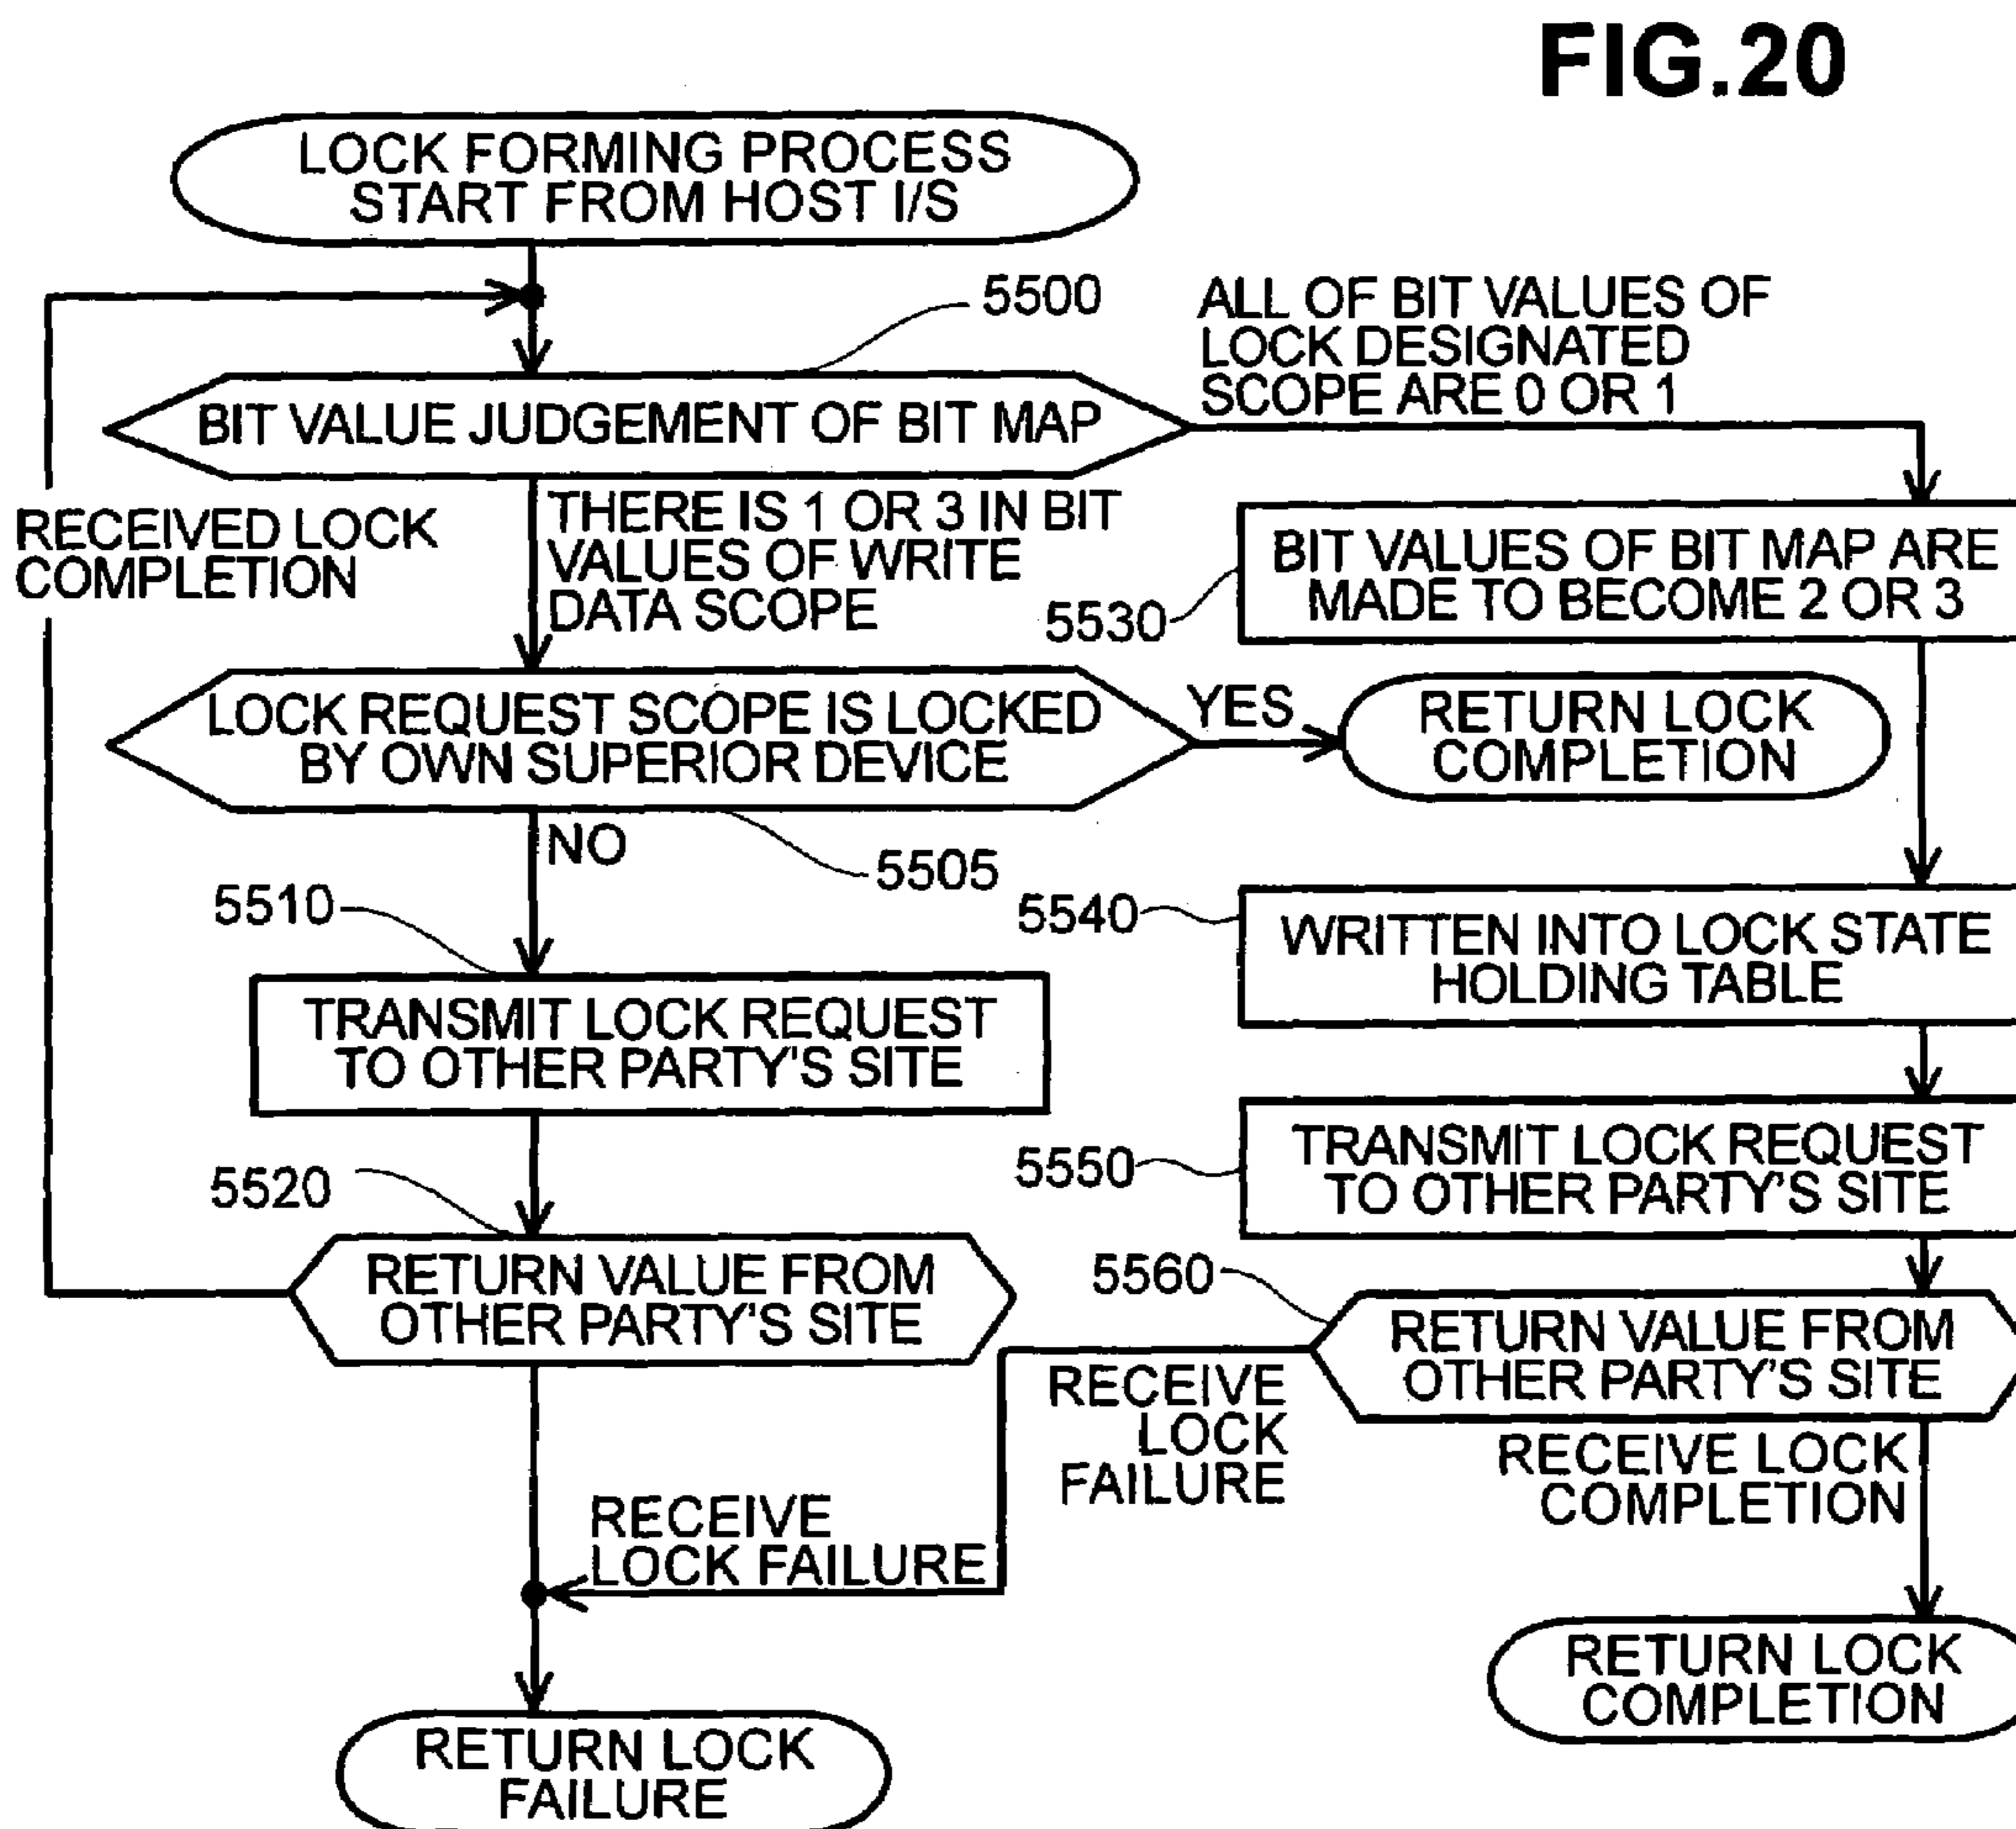 FIG.20
LOCK FORMING PROCESS
START FROM HOST I/S
5500
ALL OF BIT VALUES OF
LOCK DESIGNATED
SCOPE ARE 0 OR 1
BIT VALUE JUDGEMENT OF BIT MAP
RECEIVED LOCK
COMPLETION
THERE IS 1 OR 3 IN BIT
VALUES OF WRITE
DATA SCOPE
5530
BIT VALUES OF BIT MAP ARE
MADE TO BECOME 2 OR 3
LOCK REQUEST SCOPE IS LOCKED
BY OWN SUPERIOR DEVICE
YES
RETURN LOCK
COMPLETION
NO
5505
5510
5540
WRITTEN INTO LOCK STATE
HOLDING TABLE
TRANSMIT LOCK REQUEST
TO OTHER PARTY'S SITE
5550
TRANSMIT LOCK REQUEST
TO OTHER PARTY'S SITE
5520
RETURN VALUE FROM
OTHER PARTY'S SITE
5560
RETURN VALUE FROM
OTHER PARTY'S SITE
RECEIVE
LOCK
FAILURE
RECEIVE LOCK
COMPLETION
RECEIVE
LOCK FAILURE
RETURN LOCK
COMPLETION
RETURN LOCK
FAILURE